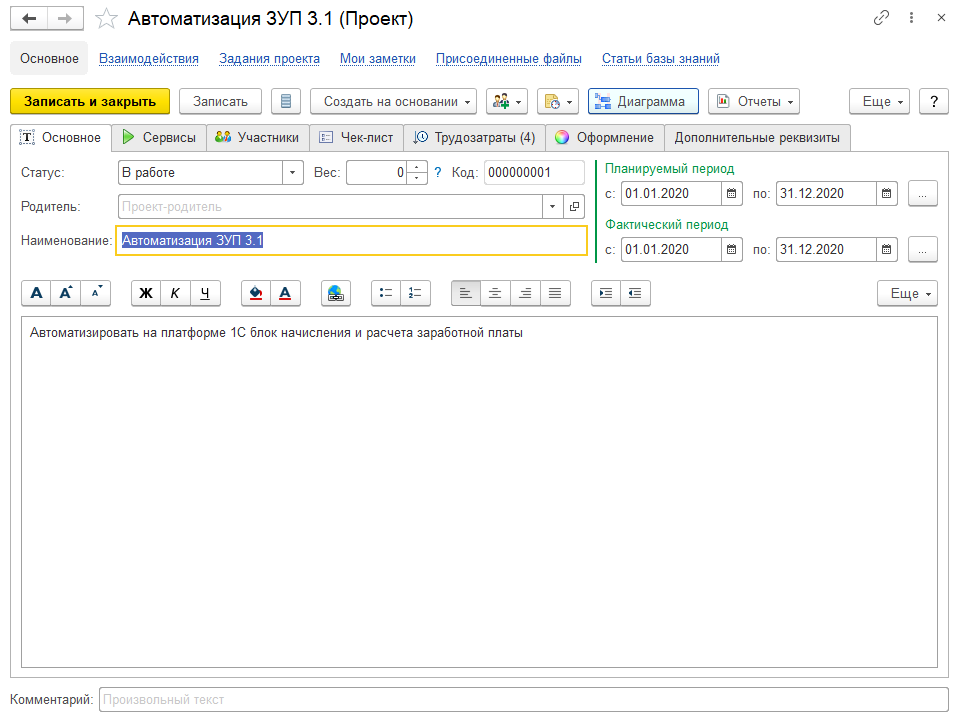 Автоматизация ЗУП 3.1 (Проект)
Основное Взаимодействия Задания проекта Мои заметки Присоединенные файлы Статьи базы знаний
Записать и закрыть Записать Создать на основании Диаграмма Отчеты Еще ?
Основное Сервисы Участники Чек-лист Трудозатраты (4) Оформление Дополнительные реквизиты
Статус: В работе Вес: 0 ? Код: 000000001
Планируемый период
с: 01.01.2020 по: 31.12.2020 ...
Родитель: Проект-родитель
Фактический период
Наименование: Автоматизация ЗУП 3.1
с: 01.01.2020 по: 31.12.2020 ...
А А А Ж К Ч А Еще
Автоматизировать на платформе 1С блок начисления и расчета заработной платы
Комментарий: Произвольный текст